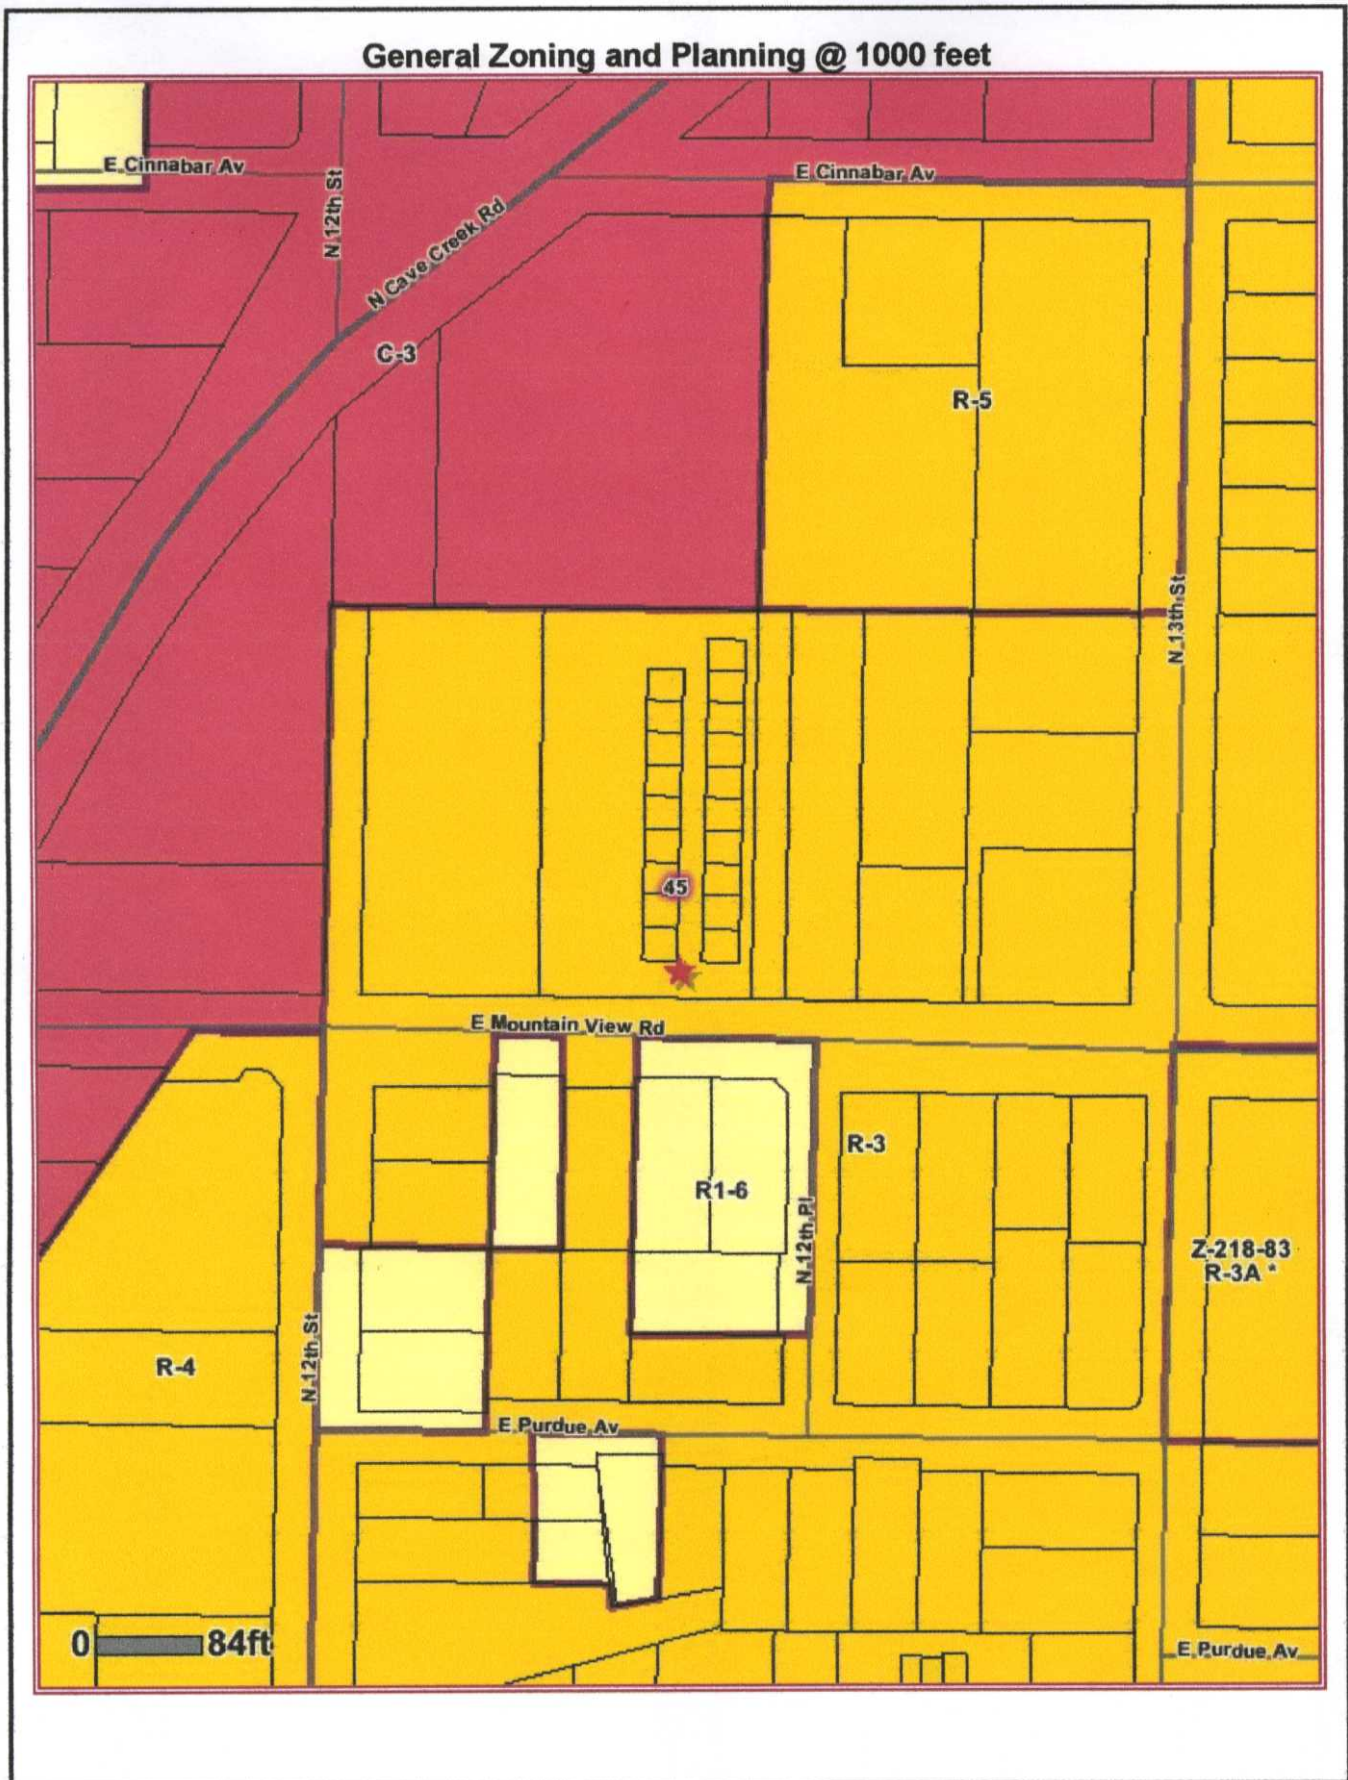 General Zoning and Planning @ 1000 feet
E Cinnabar Av
E Cinnabar Av
N 12th St
N Cave Creek Rd
C-3
R-5
N 13th St
45
E Mountain View Rd
R-3
R1-6
N 12th Pl
Z-218-83
R-3A *
N 12th St
R-4
E Purdue Av
0 84ft
E Purdue Av